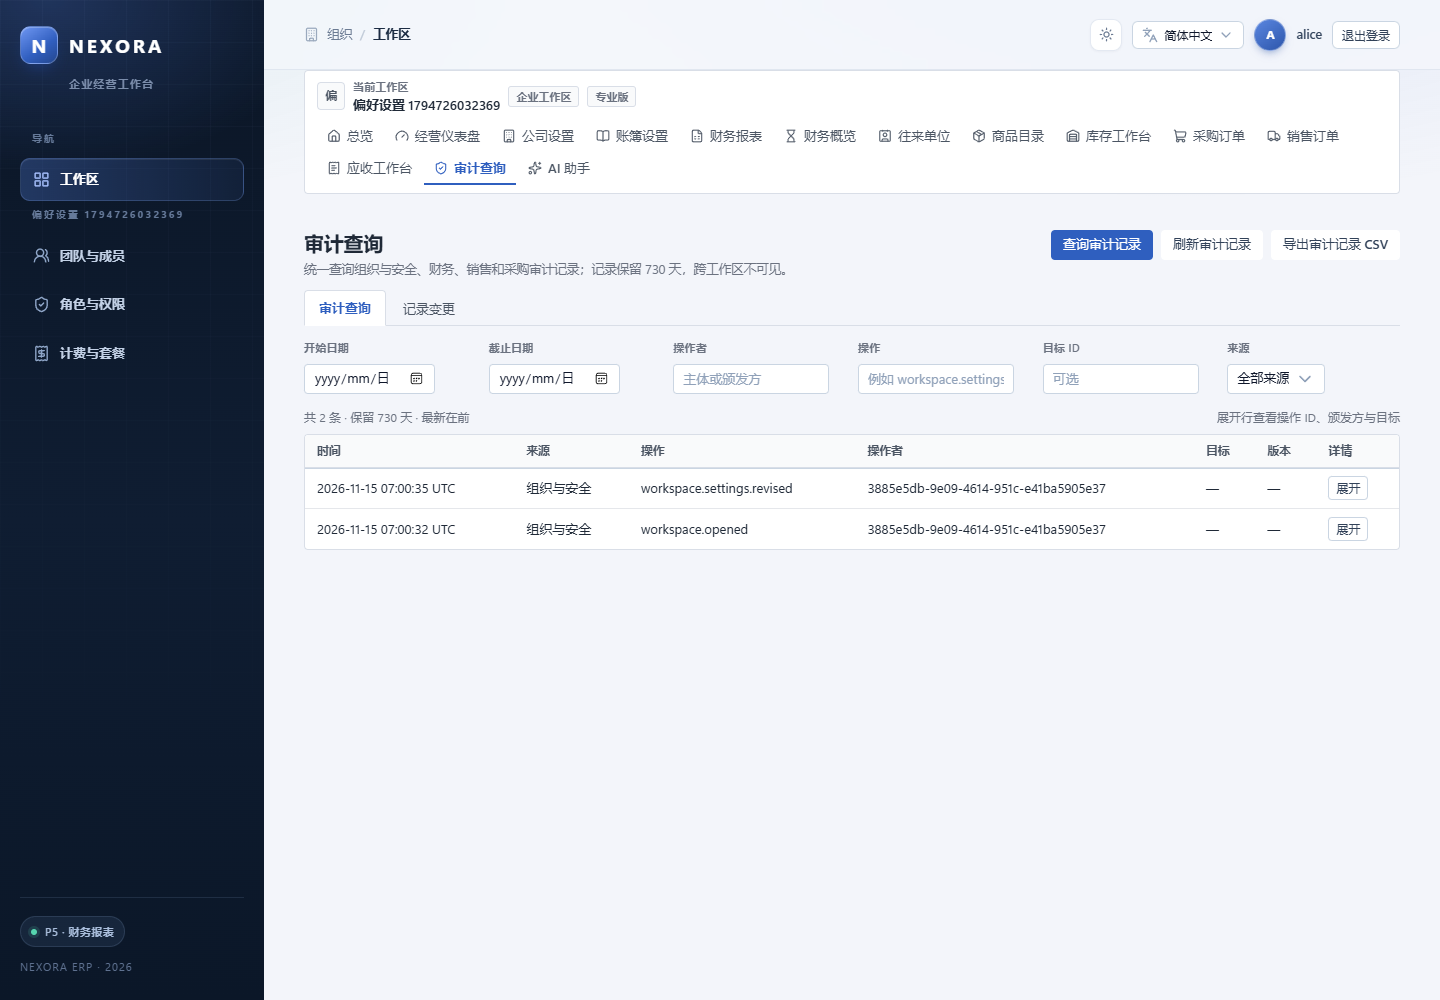 N NEXORA
企业经营工作台
导航
工作区
偏好设置 1794726032369
团队与成员
角色与权限
计费与套餐
P5 · 财务报表
NEXORA ERP · 2026
组织 / 工作区
简体中文
A
alice
退出登录
偏
当前工作区
偏好设置 1794726032369
企业工作区
专业版
总览
经营仪表盘
公司设置
账簿设置
财务报表
财务概览
往来单位
商品目录
库存工作台
采购订单
销售订单
应收工作台
审计查询
AI 助手
审计查询
统一查询组织与安全、财务、销售和采购审计记录；记录保留 730 天，跨工作区不可见。
查询审计记录
刷新审计记录
导出审计记录 CSV
审计查询
记录变更
开始日期
截止日期
操作者
操作
目标 ID
来源
yyyy/mm/日
yyyy/mm/日
主体或颁发方
例如 workspace.settings
可选
全部来源
共 2 条 · 保留 730 天 · 最新在前
展开行查看操作 ID、颁发方与目标
时间 来源 操作 操作者 目标 版本 详情
2026-11-15 07:00:35 UTC 组织与安全 workspace.settings.revised 3885e5db-9e09-4614-951c-e41ba5905e37 — — 展开
2026-11-15 07:00:32 UTC 组织与安全 workspace.opened 3885e5db-9e09-4614-951c-e41ba5905e37 — — 展开